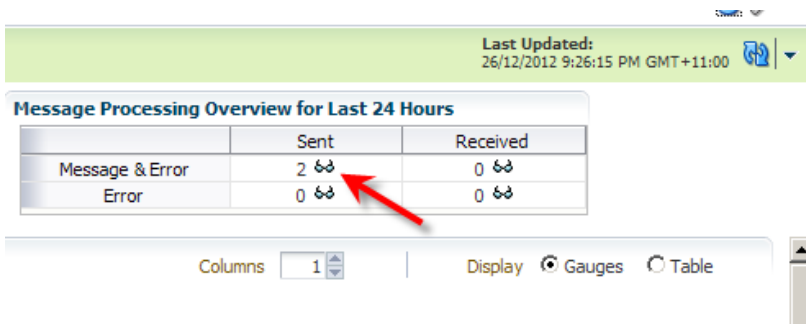 Last Updated:
26/12/2012 9:26:15 PM GMT+11:00
Message Processing Overview for Last 24 Hours
Sent Received
Message & Error 2 0
Error 0 0
Columns 1 Display Gauges Table